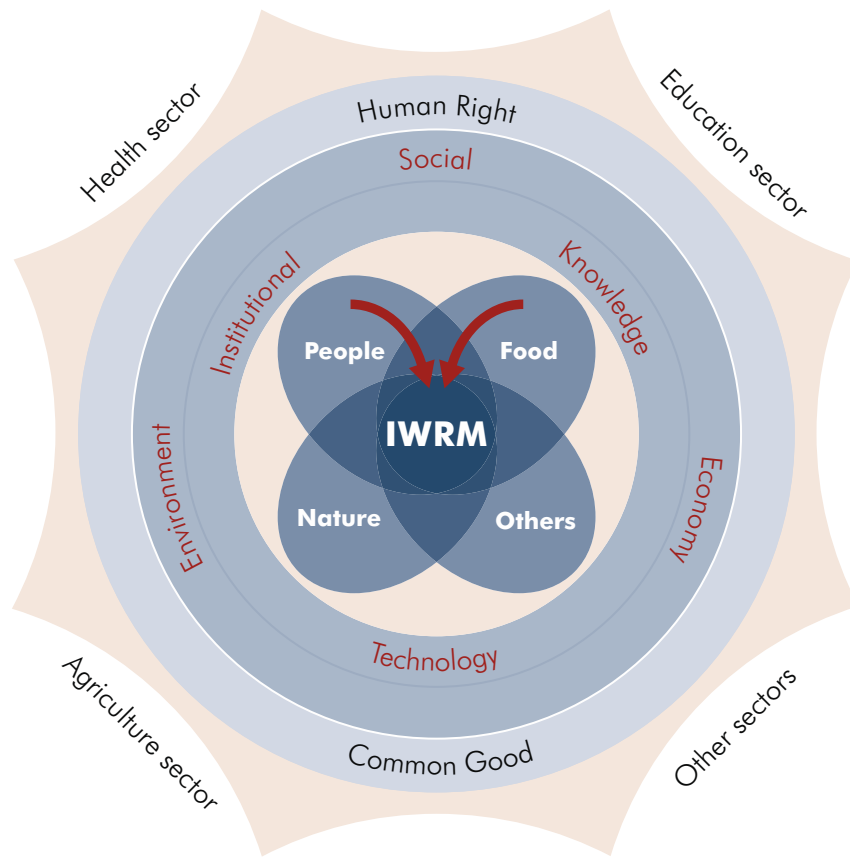 Health sector
Education sector
Human Right
Social
Institutional
Knowledge
People
Food
IWRM
Nature
Others
Environment
Economy
Technology
Common Good
Agriculture sector
Other sectors